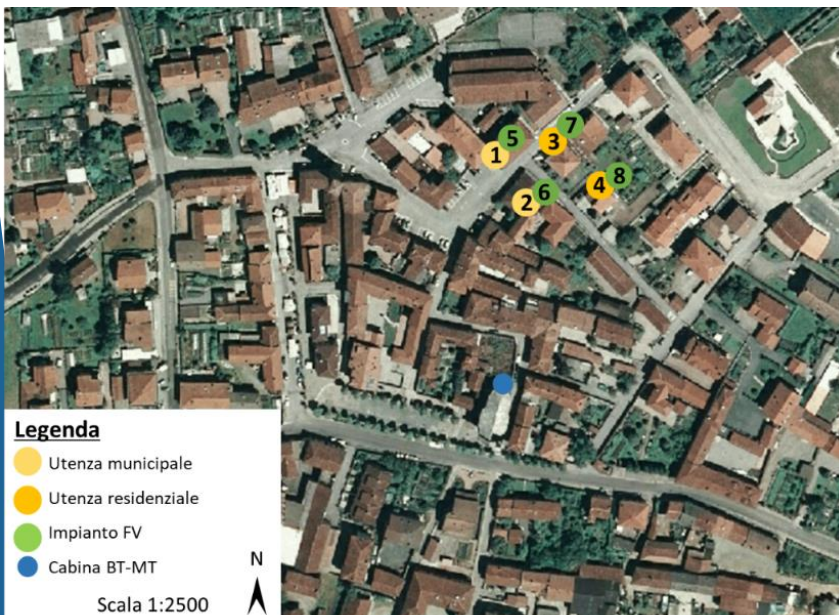 5
7
1
3
4
8
2
6
Legenda
Utenza municipale
Utenza residenziale
Impianto FV
Cabina BT-MT
N
Scala 1:2500